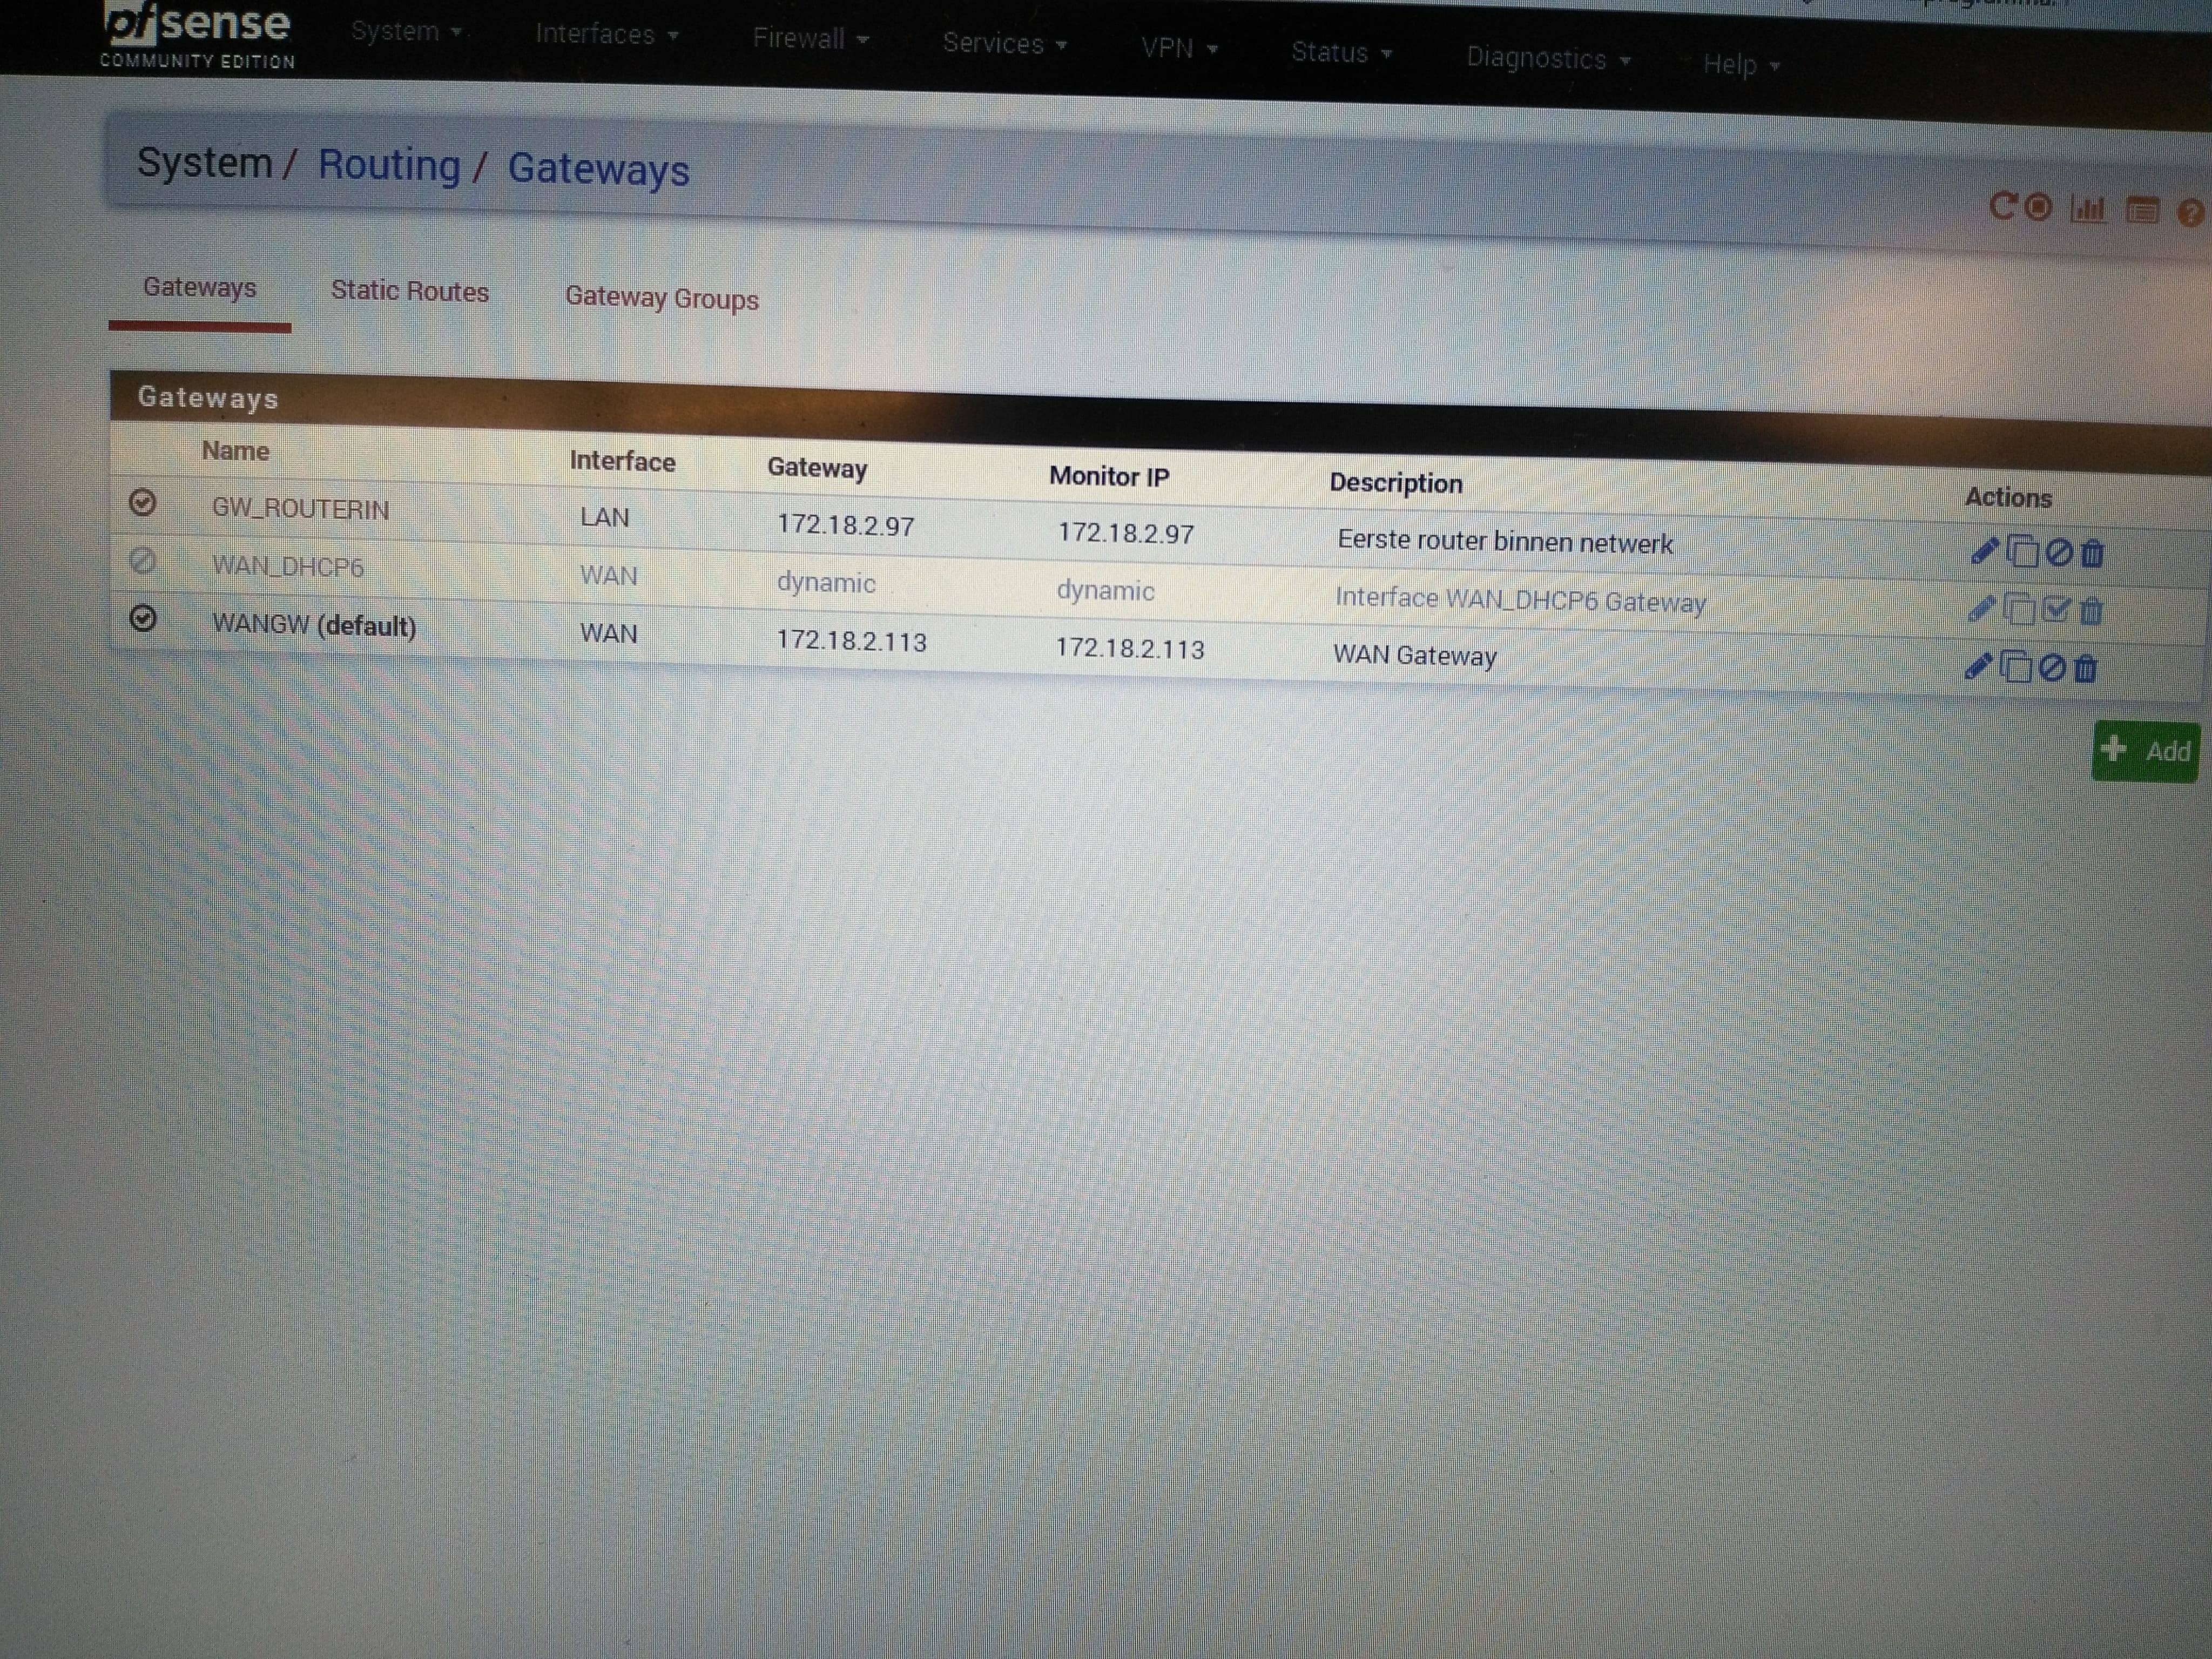 pfsense System Interfaces Firewall Services VPN Status Diagnostics Help
COMMUNITY EDITION
System / Routing / Gateways
Gateways Static Routes Gateway Groups
Gateways
Name Interface Gateway Monitor IP Description Actions
GW_ROUTERIN LAN 172.18.2.97 172.18.2.97 Eerste router binnen netwerk
WAN_DHCP6 WAN dynamic dynamic Interface WAN_DHCP6 Gateway
WANGW (default) WAN 172.18.2.113 172.18.2.113 WAN Gateway
Add